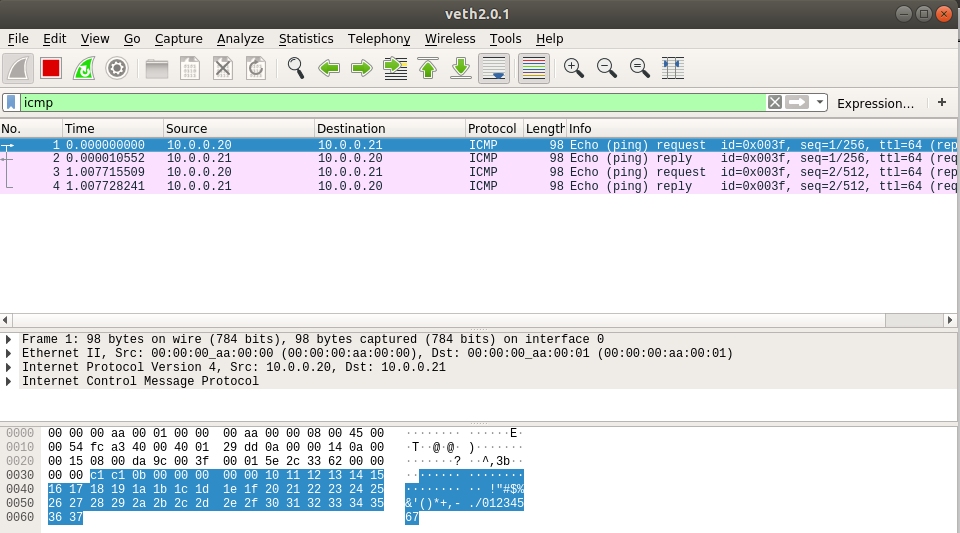 veth2.0.1
File Edit View Go Capture Analyze Statistics Telephony Wireless Tools Help
icmp Expression... +
No. Time Source Destination Protocol Length Info
1 0.000000000 10.0.0.20 10.0.0.21 ICMP 98 Echo (ping) request id=0x003f, seq=1/256, ttl=64 (rep
2 0.000010552 10.0.0.21 10.0.0.20 ICMP 98 Echo (ping) reply id=0x003f, seq=1/256, ttl=64 (req
3 1.007715509 10.0.0.20 10.0.0.21 ICMP 98 Echo (ping) request id=0x003f, seq=2/512, ttl=64 (rep
4 1.007728241 10.0.0.21 10.0.0.20 ICMP 98 Echo (ping) reply id=0x003f, seq=2/512, ttl=64 (req
Frame 1: 98 bytes on wire (784 bits), 98 bytes captured (784 bits) on interface 0
Ethernet II, Src: 00:00:00_aa:00:00 (00:00:00:aa:00:00), Dst: 00:00:00_aa:00:01 (00:00:00:aa:00:01)
Internet Protocol Version 4, Src: 10.0.0.20, Dst: 10.0.0.21
Internet Control Message Protocol
0000 00 00 00 aa 00 01 00 00 00 aa 00 00 08 00 45 00 ········ ······E·
0010 00 54 fc a3 40 00 40 01 29 dd 0a 00 00 14 0a 00 ·T··@·@· )·······
0020 00 15 08 00 da 9c 00 3f 00 01 5e 2c 33 62 00 00 ·······? ··^,3b··
0030 00 00 c1 c1 0b 00 00 00 00 00 10 11 12 13 14 15 ········ ········
0040 16 17 18 19 1a 1b 1c 1d 1e 1f 20 21 22 23 24 25 ········ ·· !"#$%
0050 26 27 28 29 2a 2b 2c 2d 2e 2f 30 31 32 33 34 35 &'()*+,- ./012345
0060 36 37 67